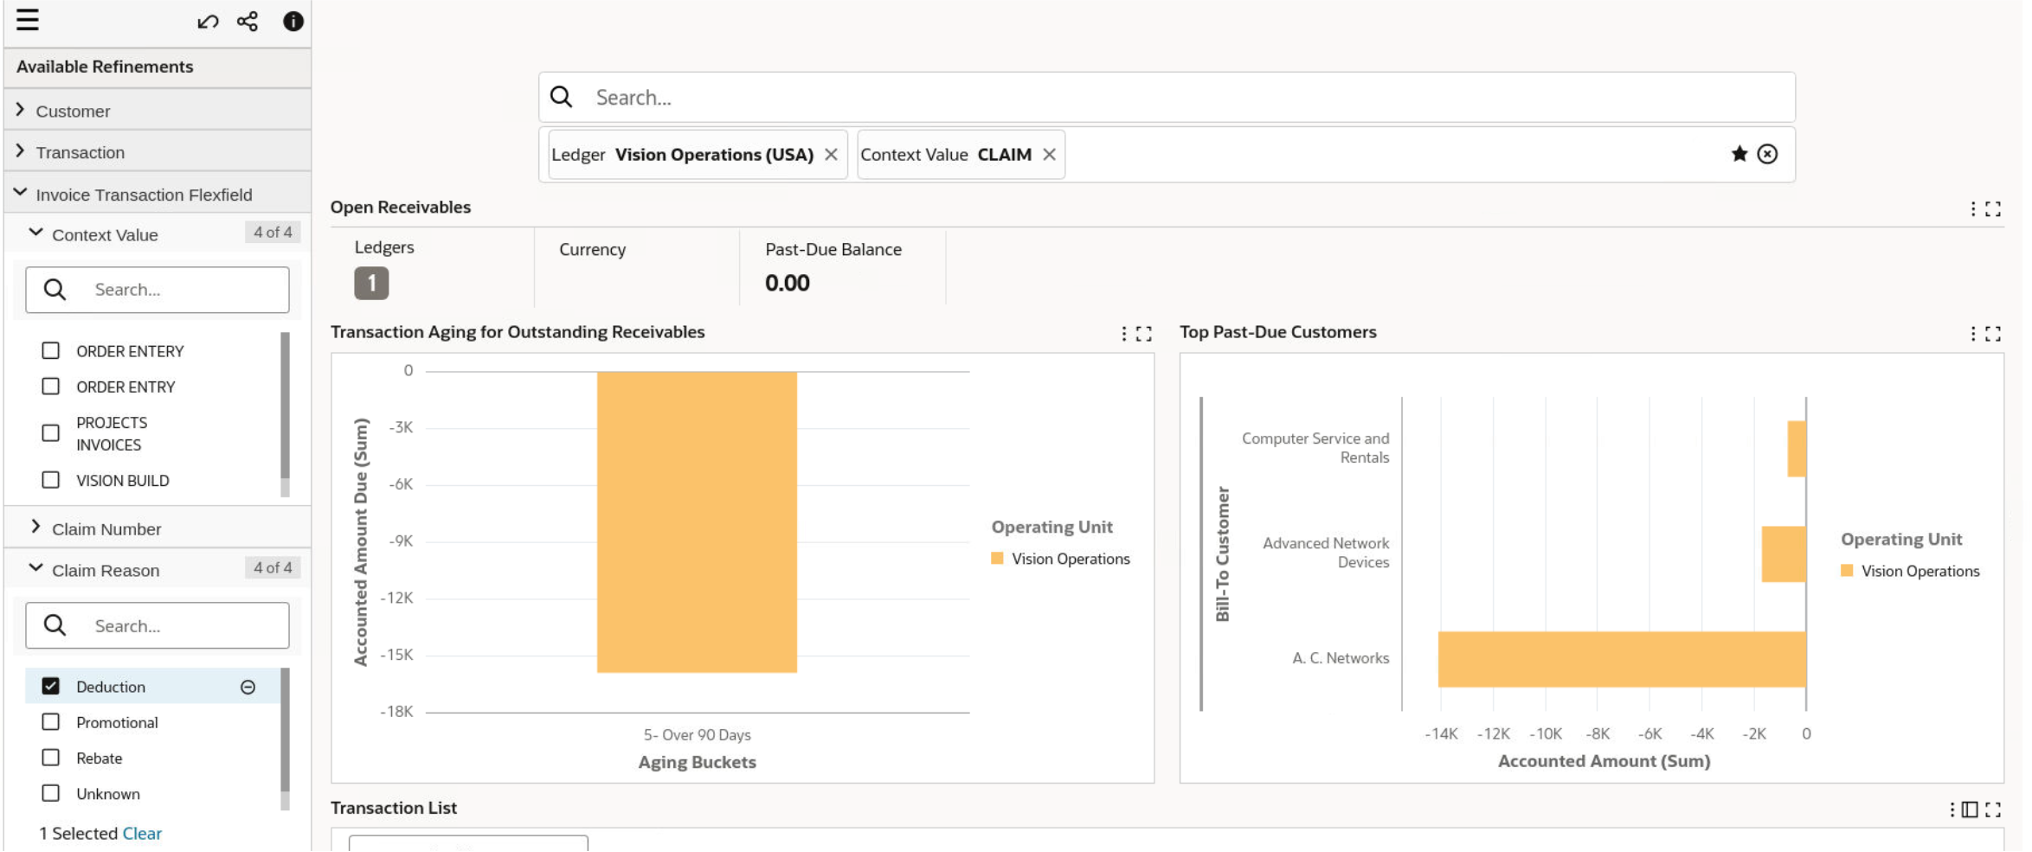 Available Refinements
Customer
Transaction
Invoice Transaction Flexfield
Context Value 4 of 4
Search...
ORDER ENTERY
ORDER ENTRY
PROJECTS
INVOICES
VISION BUILD
Claim Number
Claim Reason 4 of 4
Search...
Deduction
Promotional
Rebate
Unknown
1 Selected Clear
Search...
Ledger Vision Operations (USA) Context Value CLAIM
Open Receivables
Ledgers
1
Currency
Past-Due Balance
0.00
Transaction Aging for Outstanding Receivables
Accounted Amount Due (Sum)
0
-3K
-6K
-9K
-12K
-15K
-18K
5- Over 90 Days
Aging Buckets
Operating Unit
Vision Operations
Top Past-Due Customers
Bill-To Customer
Computer Service and
Rentals
Advanced Network
Devices
A. C. Networks
-14K -12K -10K -8K -6K -4K -2K 0
Accounted Amount (Sum)
Operating Unit
Vision Operations
Transaction List